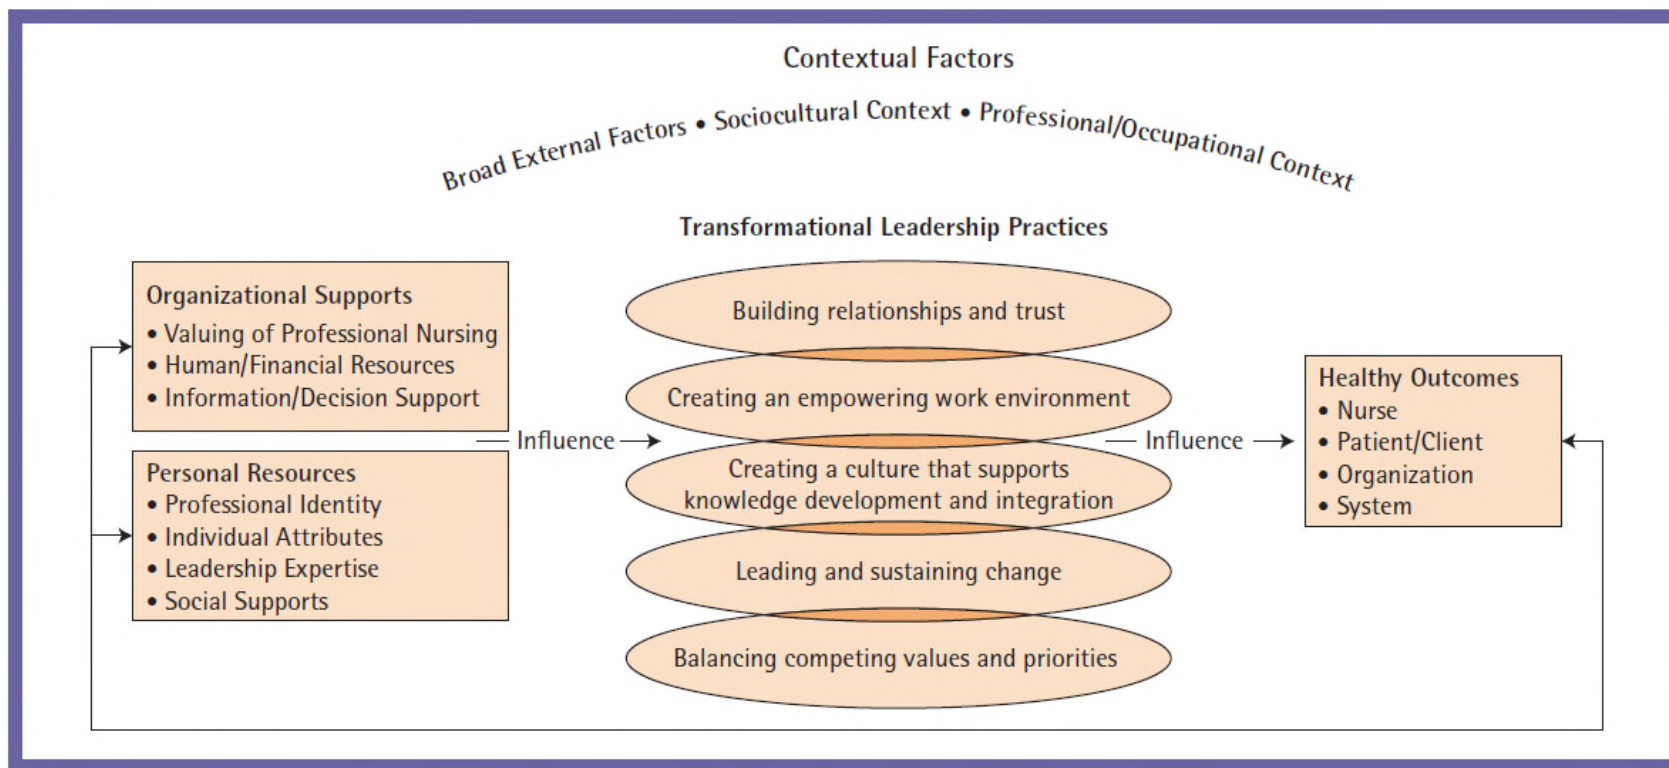 Contextual Factors
Broad External Factors • Sociocultural Context • Professional/Occupational Context
Transformational Leadership Practices
Organizational Supports
• Valuing of Professional Nursing
• Human/Financial Resources
• Information/Decision Support
Personal Resources
• Professional Identity
• Individual Attributes
• Leadership Expertise
• Social Supports
Influence
Building relationships and trust
Creating an empowering work environment
Creating a culture that supports
knowledge development and integration
Leading and sustaining change
Balancing competing values and priorities
Influence
Healthy Outcomes
• Nurse
• Patient/Client
• Organization
• System